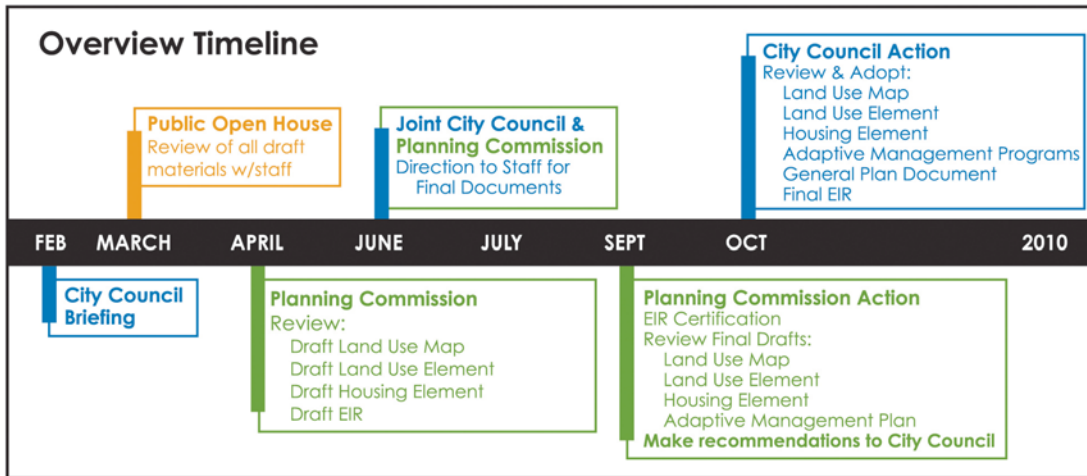 Overview Timeline
Public Open House
Review of all draft
materials w/staff
Joint City Council &
Planning Commission
Direction to Staff for
Final Documents
City Council Action
Review & Adopt:
Land Use Map
Land Use Element
Housing Element
Adaptive Management Programs
General Plan Document
Final EIR
FEB MARCH APRIL JUNE JULY SEPT OCT 2010
City Council
Briefing
Planning Commission
Review:
Draft Land Use Map
Draft Land Use Element
Draft Housing Element
Draft EIR
Planning Commission Action
EIR Certification
Review Final Drafts:
Land Use Map
Land Use Element
Housing Element
Adaptive Management Plan
Make recommendations to City Council